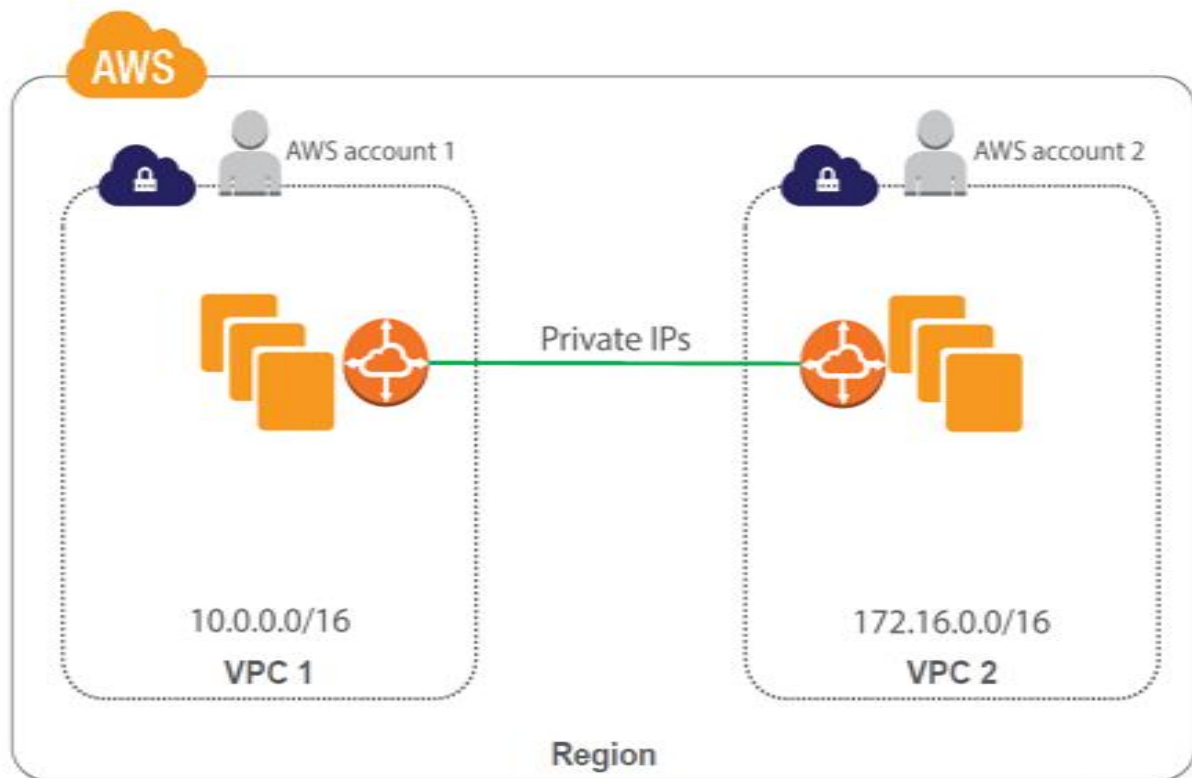 AWS
AWS account 1
AWS account 2
Private IPs
10.0.0.0/16
172.16.0.0/16
VPC 1
VPC 2
Region